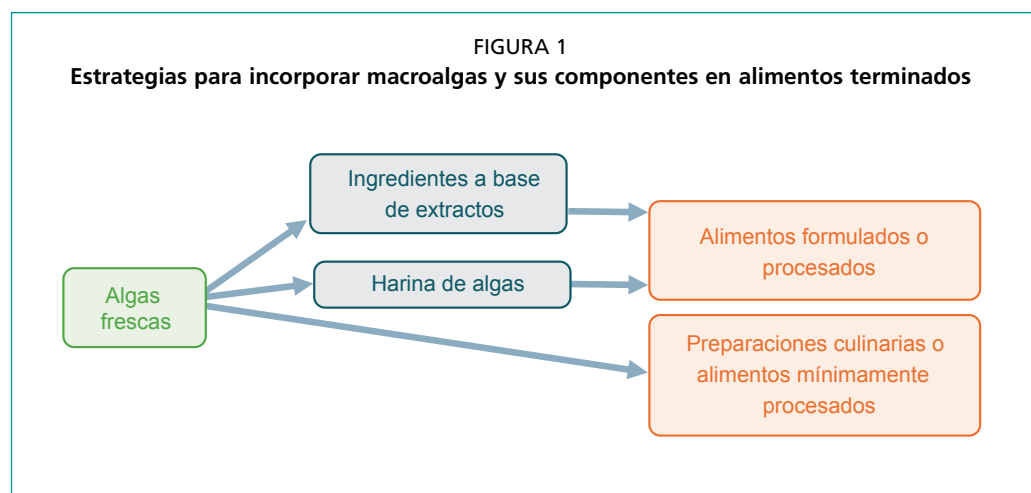 FIGURA 1
Estrategias para incorporar macroalgas y sus componentes en alimentos terminados
Ingredientes a base
de extractos
Alimentos formulados o
procesados
Harina de algas
Algas
frescas
Preparaciones culinarias o
alimentos mínimamente
procesados